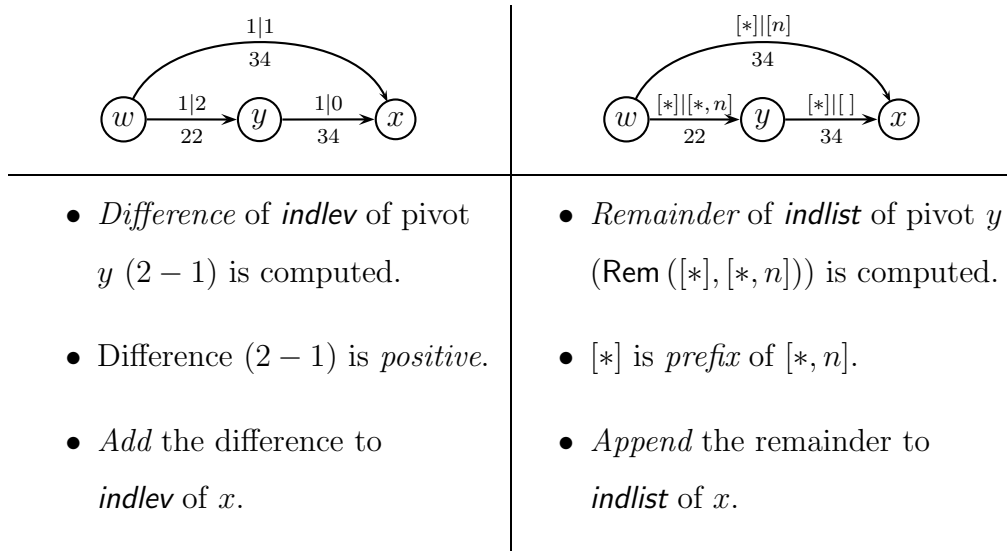 1|1
34
w
1|2
22
y
1|0
34
x
• Difference of indlev of pivot
y (2 − 1) is computed.
• Difference (2 − 1) is positive.
• Add the difference to
indlev of x.
[∗]|[n]
34
w
[∗]|[∗, n]
22
y
[∗]|[ ]
34
x
• Remainder of indlist of pivot y
(Rem ([∗], [∗, n])) is computed.
• [∗] is prefix of [∗, n].
• Append the remainder to
indlist of x.